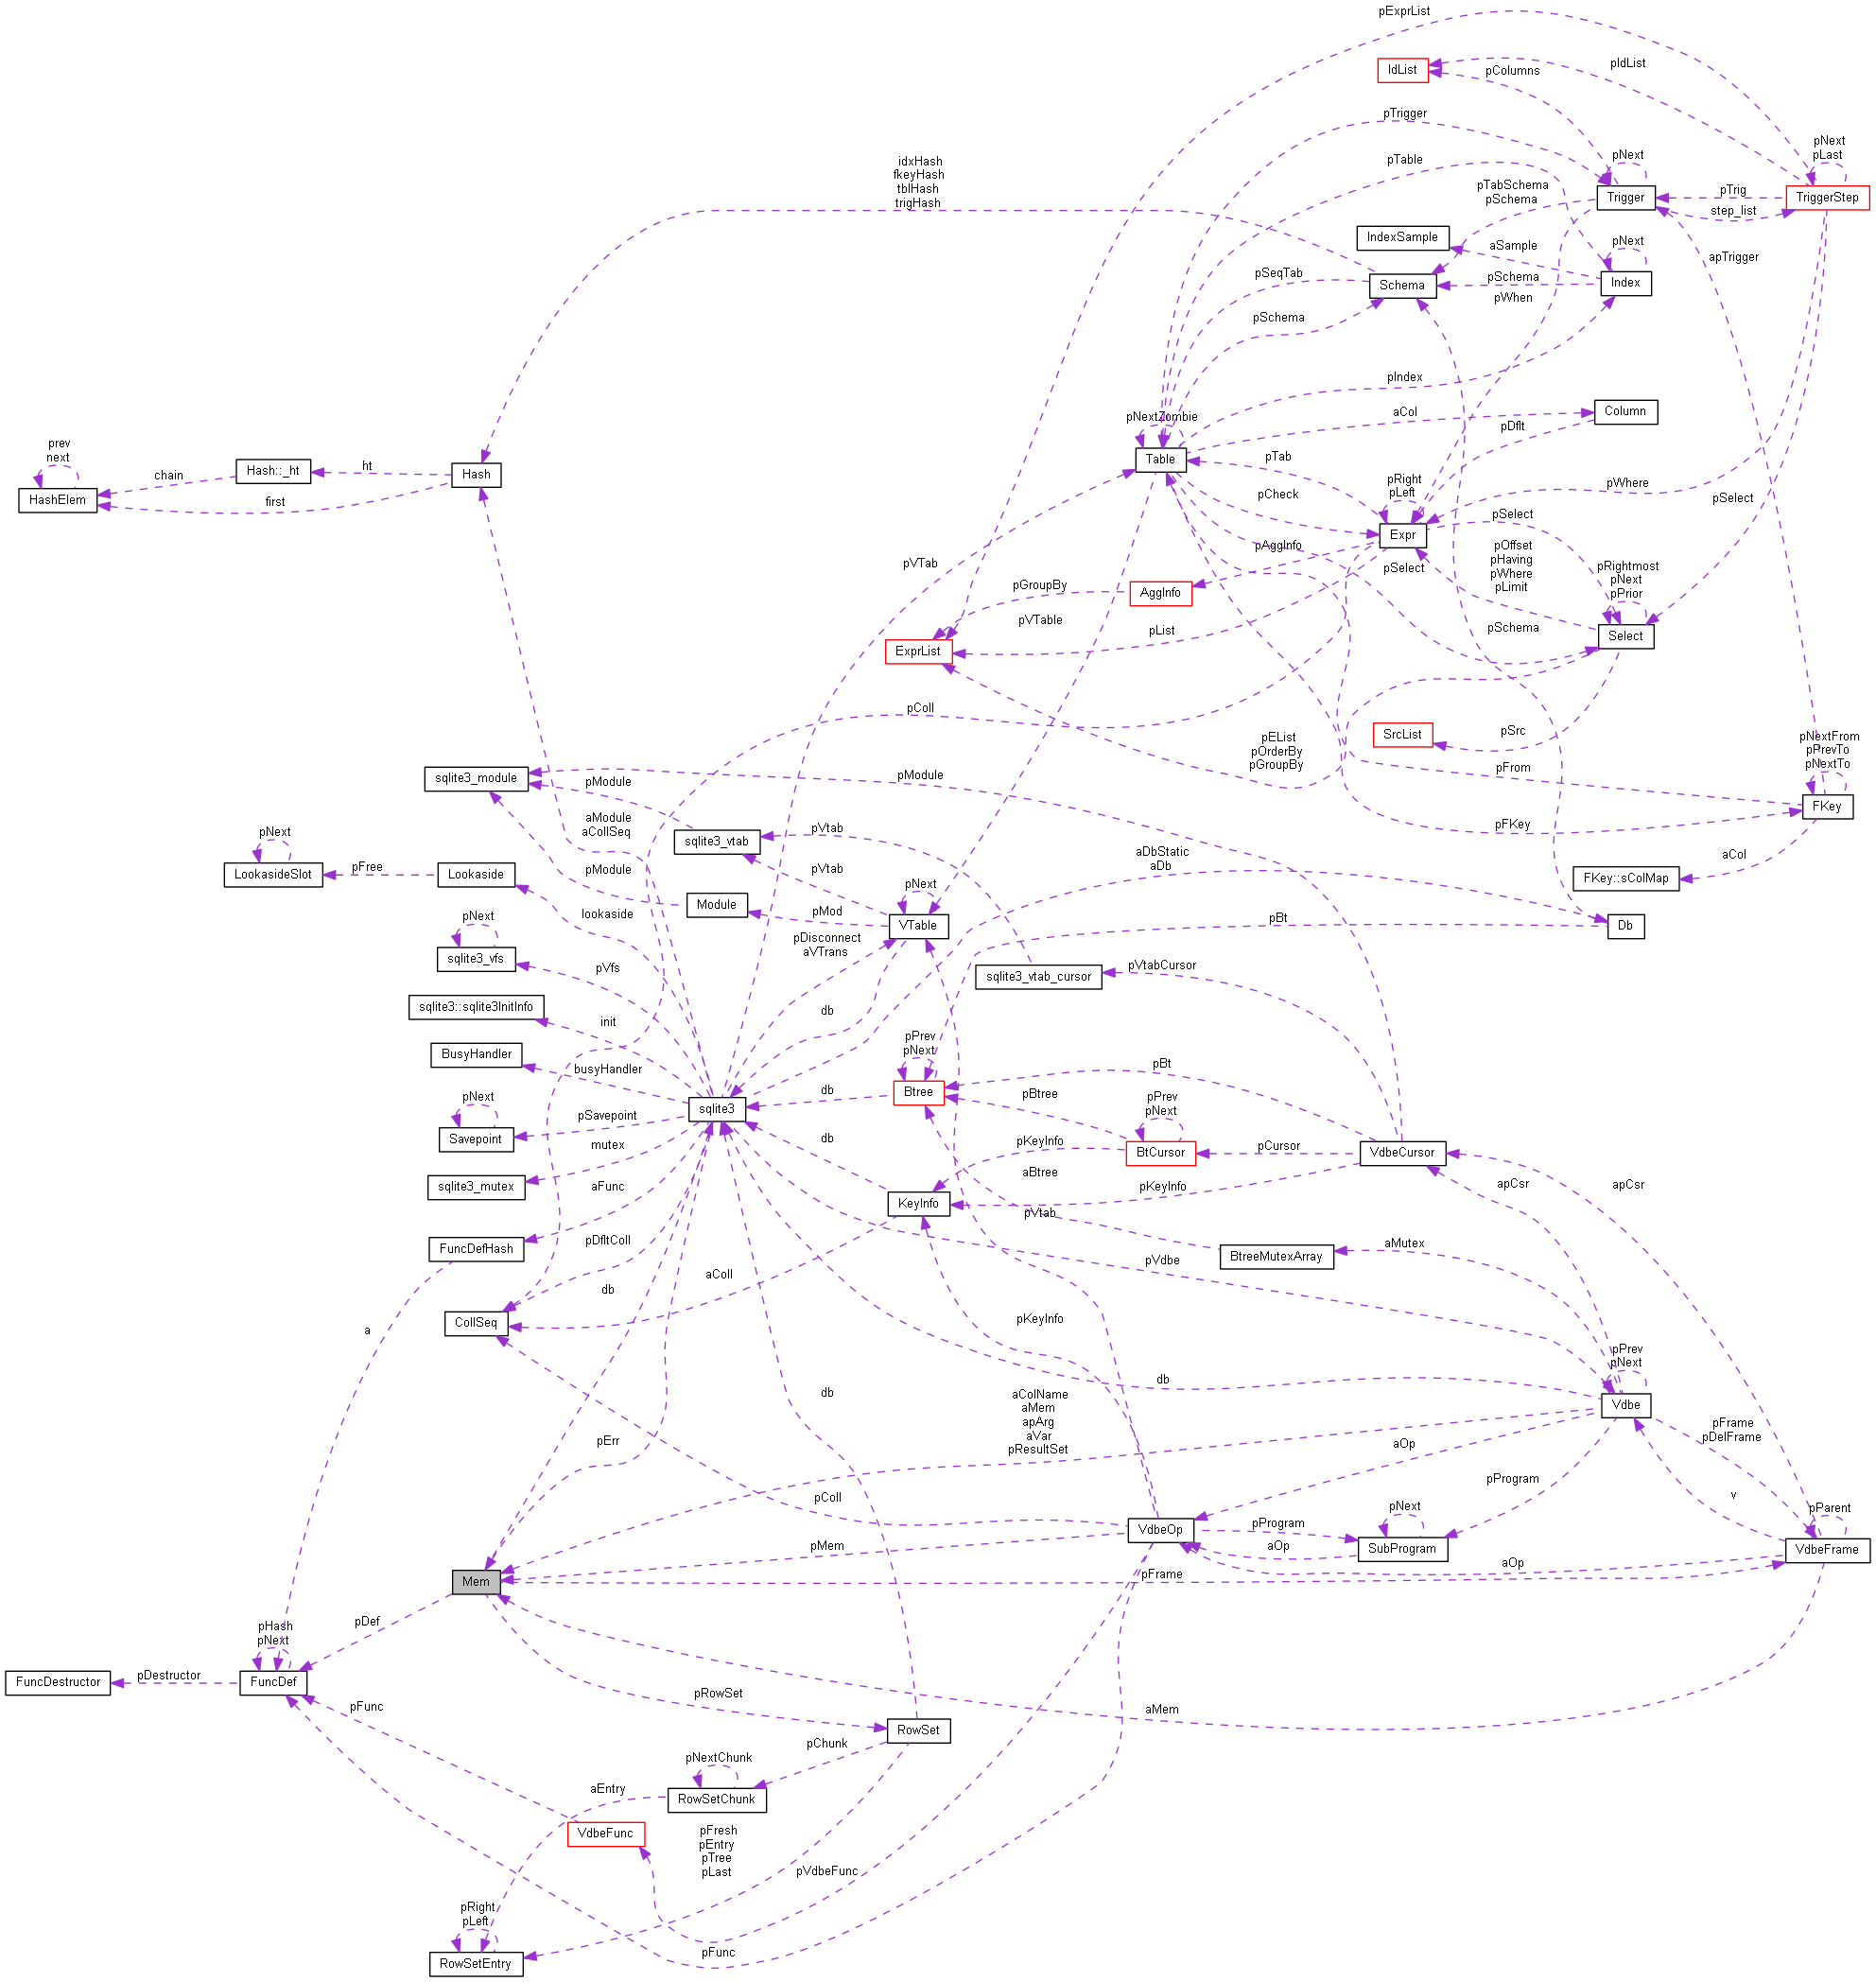 pExprList
pIdList
IdList
pColumns
pTrigger
pNext
pLast
idxHash
fkeyHash
tblHash
trigHash
pTable
pNext
pTabSchema
pSchema
pTrig
TriggerStep
Trigger
step_list
IndexSample
aSample
pNext
apTrigger
pSeqTab
Schema
pSchema
Index
pWhen
pSchema
pIndex
pNextZombie
aCol
Column
pDflt
prev
next
Hash::_ht
ht
Hash
chain
HashElem
first
Table
pTab
pRight
pLeft
pCheck
pWhere
pSelect
pSelect
Expr
pVTab
pAggInfo
pOffset
pHaving
pWhere
pLimit
pSelect
pRightmost
pNext
pPrior
pGroupBy
AggInfo
pVTable
pList
pSchema
Select
ExprList
pColl
pEList
pOrderBy
pGroupBy
SrcList
pSrc
pNextFrom
pPrevTo
pNextTo
sqlite3_module
pModule
pModule
pFrom
FKey
aModule
aCollSeq
sqlite3_vtab
pVtab
pFKey
pNext
LookasideSlot
pFree
Lookaside
pModule
pVtab
aDbStatic
aDb
aCol
FKey::sColMap
pNext
Module
pMod
VTable
pBt
Db
lookaside
pNext
sqlite3_vfs
pVfs
pDisconnect
aVTrans
sqlite3_vtab_cursor
pVtabCursor
sqlite3::sqlite3InitInfo
init
db
BusyHandler
busyHandler
pPrev
pNext
pBt
Btree
db
pBtree
pPrev
pNext
pNext
Savepoint
pSavepoint
sqlite3
mutex
db
pKeyInfo
BtCursor
pCursor
VdbeCursor
sqlite3_mutex
aFunc
aBtree
pKeyInfo
apCsr
apCsr
KeyInfo
pVtab
FuncDefHash
pDfltColl
aMutex
BtreeMutexArray
pVdbe
db
aColl
CollSeq
a
pKeyInfo
pPrev
pNext
db
db
Vdbe
aColName
aMem
apArg
aVar
pResultSet
pErr
aOp
pFrame
pDelFrame
pProgram
pColl
v
pParent
VdbeOp
pProgram
pNext
pMem
aOp
SubProgram
VdbeFrame
aOp
Mem
pFrame
pDef
pHash
pNext
FuncDestructor
pDestructor
FuncDef
pRowSet
aMem
pFunc
RowSet
pChunk
pNextChunk
aEntry
RowSetChunk
VdbeFunc
pFresh
pEntry
pTree
pLast
pVdbeFunc
pRight
pLeft
pFunc
RowSetEntry